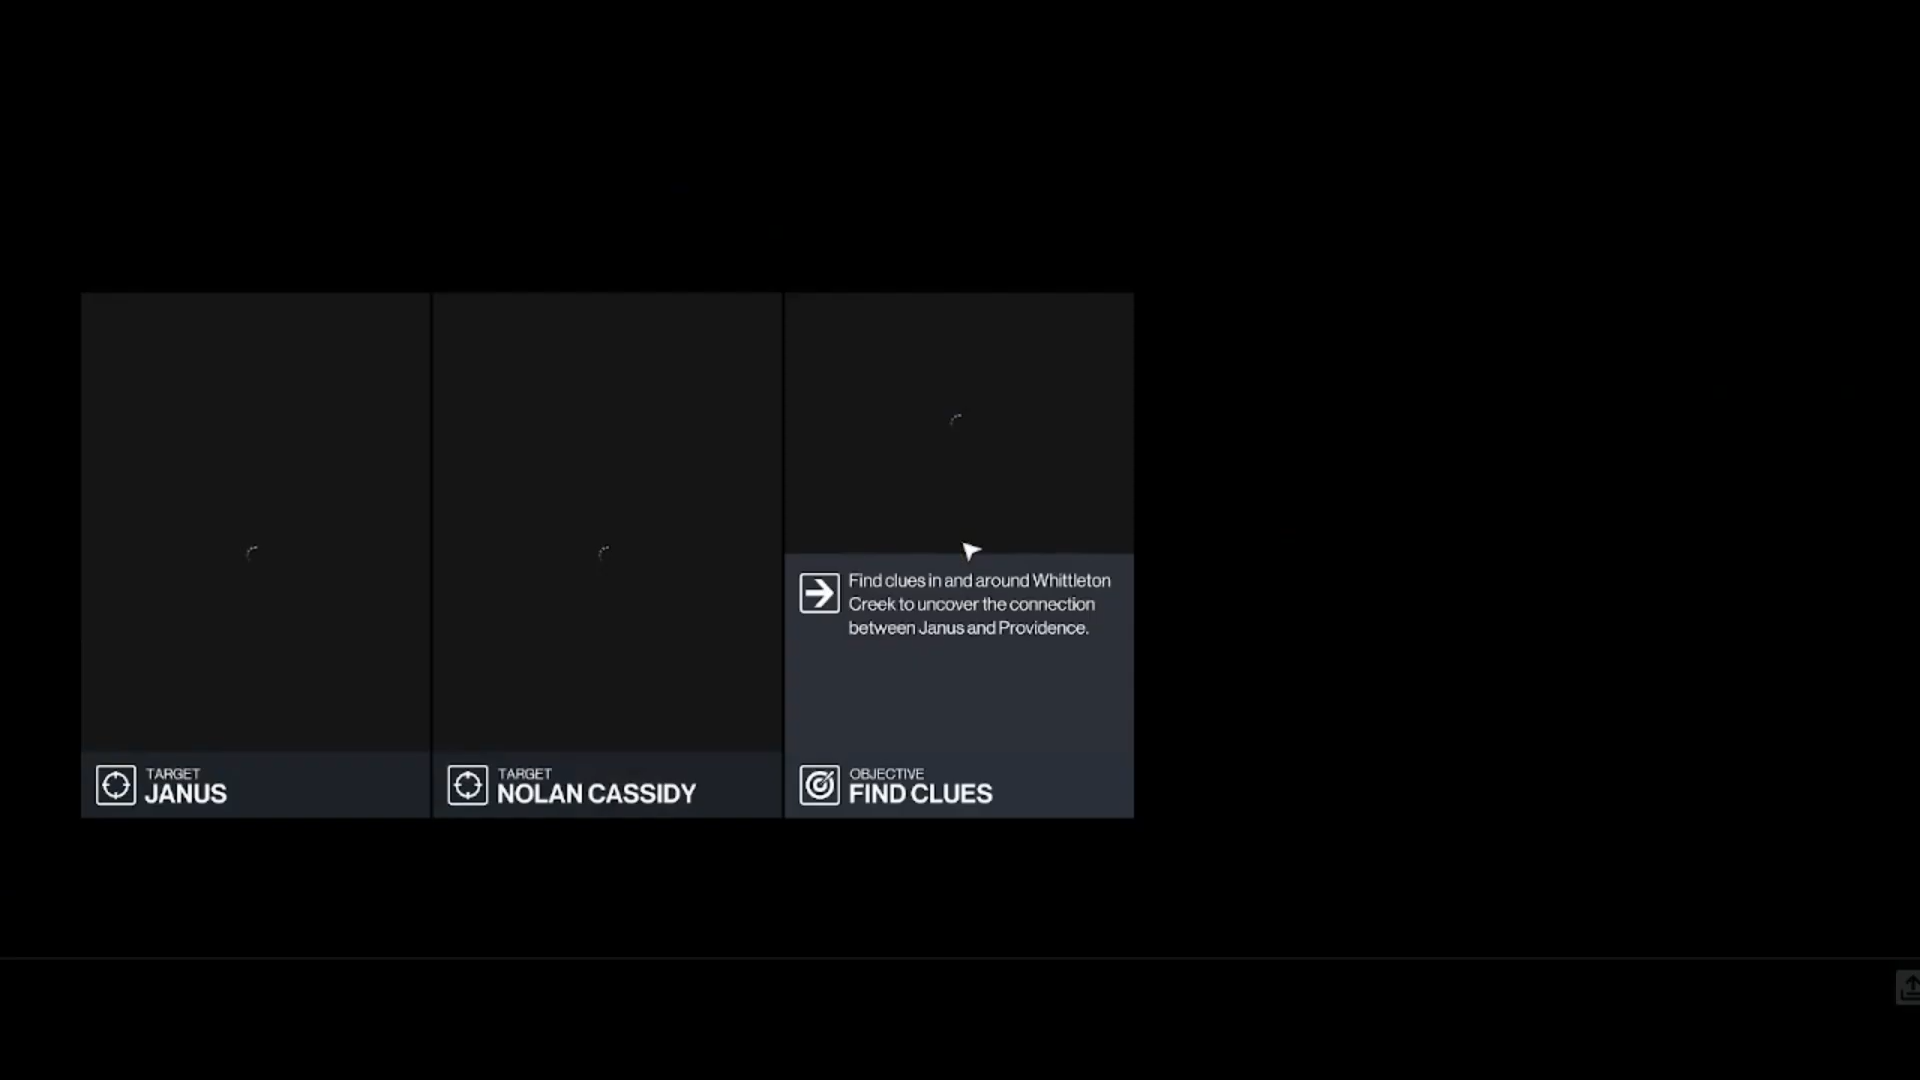 Find clues in and around Whittleton
Creek to uncover the connection
between Janus and Providence.
TARGET
JANUS
TARGET
NOLAN CASSIDY
OBJECTIVE
FIND CLUES